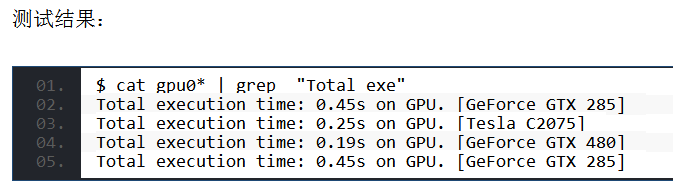 测试结果：
01. $ cat gpu0* | grep  "Total exe"
02. Total execution time: 0.45s on GPU. [GeForce GTX 285]
03. Total execution time: 0.25s on GPU. [Tesla C2075]
04. Total execution time: 0.19s on GPU. [GeForce GTX 480]
05. Total execution time: 0.45s on GPU. [GeForce GTX 285]